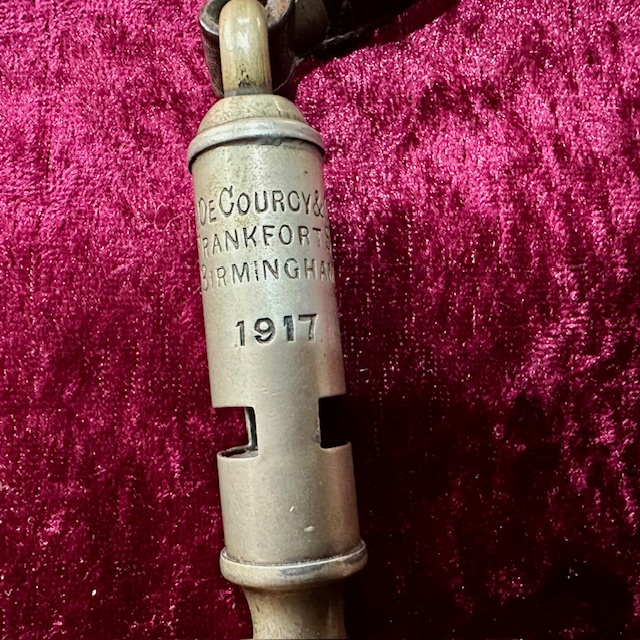 DeCourcy &
Frankfort S
Birmingham
1917